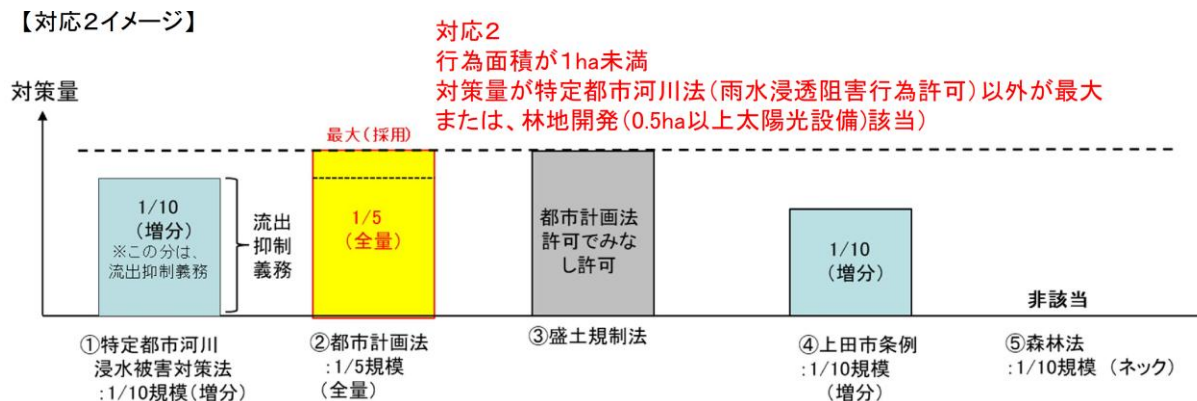 【対応2イメージ】
対応2
行為面積が1ha未満
対策量が特定都市河川法(雨水浸透阻害行為許可)以外が最大
または、林地開発(0.5ha以上太陽光設備)該当
対策量
最大(採用)
1/10
(増分)
※この分は、
流出抑制義務
流出
抑制
義務
1/5
(全量)
都市計画法
許可でみな
し許可
1/10
(増分)
非該当
①特定都市河川
浸水被害対策法
:1/10規模(増分)
②都市計画法
:1/5規模
(全量)
③盛土規制法
④上田市条例
:1/10規模
(増分)
⑤森林法
:1/10規模 (ネック)